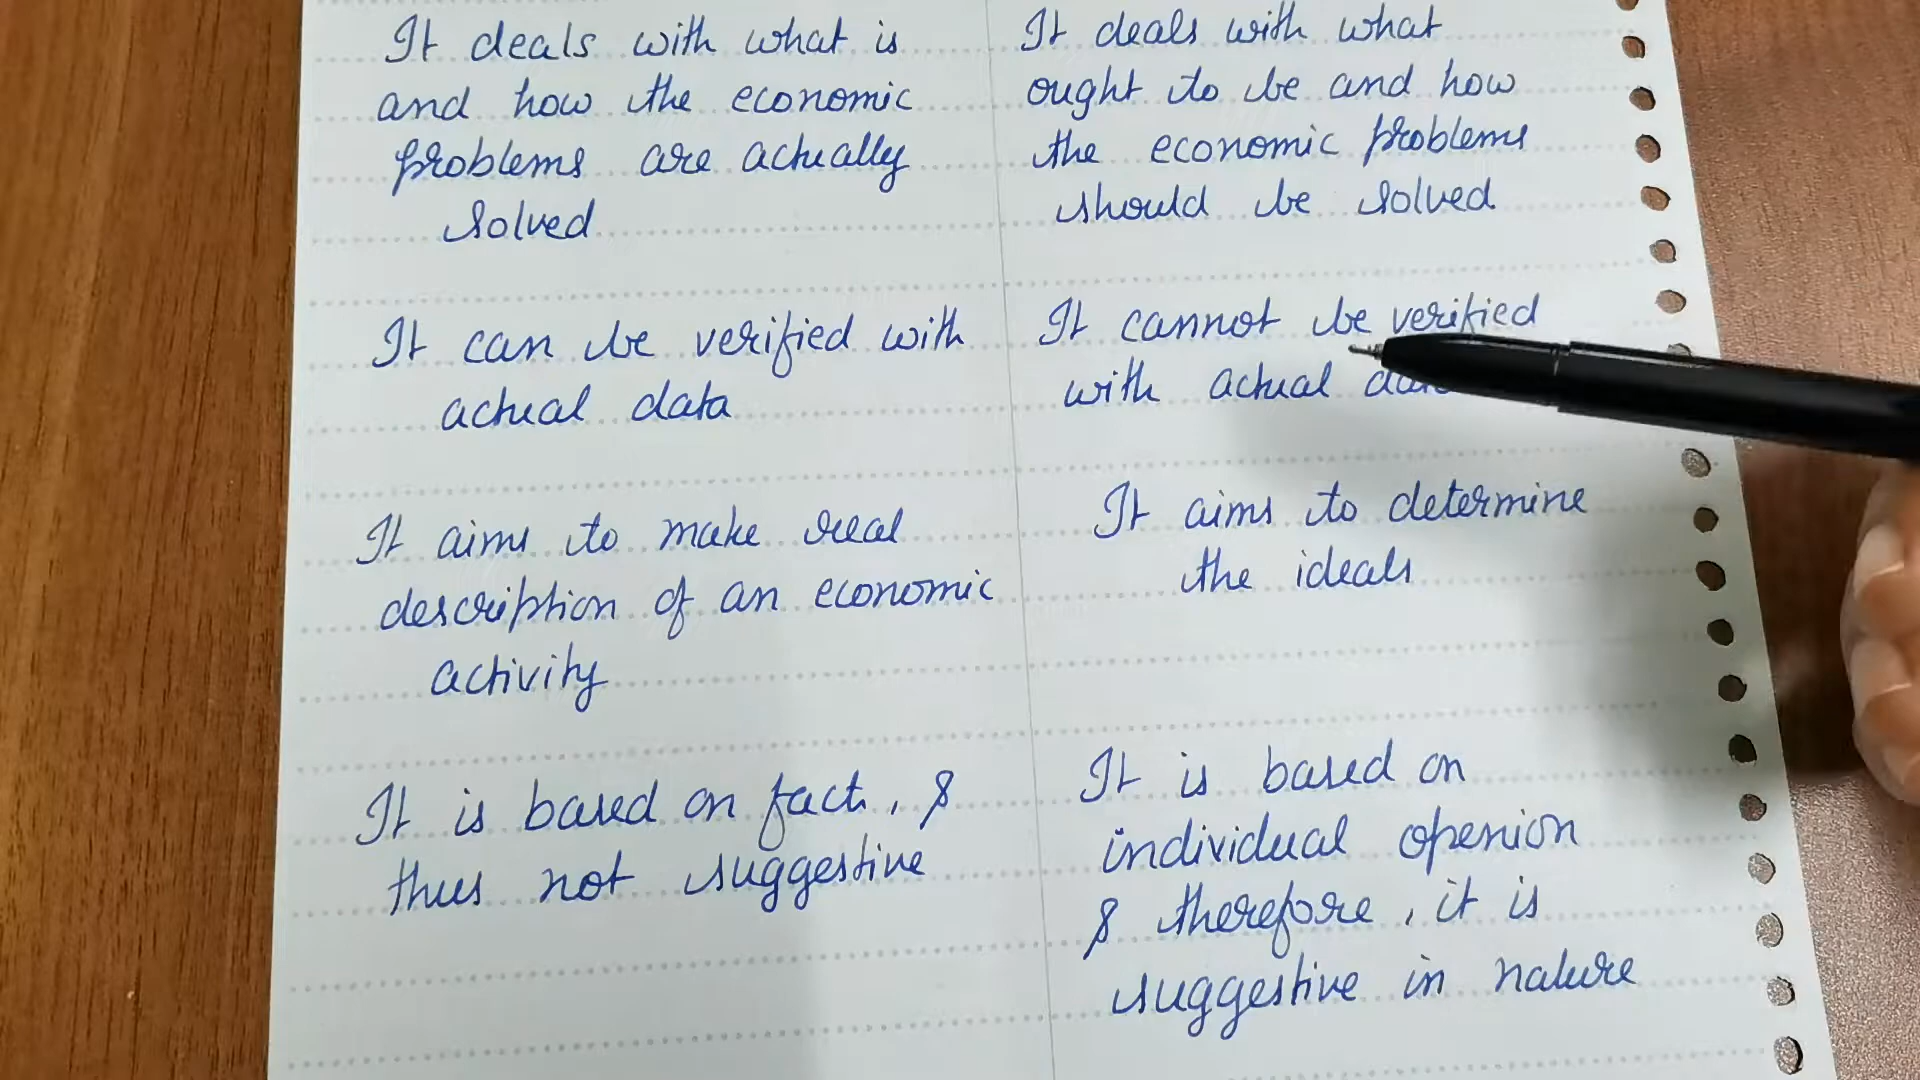 It deals with what is
and how the economic
problems are actually
solved
It can be verified with
actual data
It aims to make real
description of an economic
activity
It is based on fact, &
thus not suggestive
It deals with what
ought to be and how
the economic problems
should be solved
It cannot be verified
with actual
It aims to determine
the ideals
It is based on
individual openion
& therefore, it is
suggestive in nature